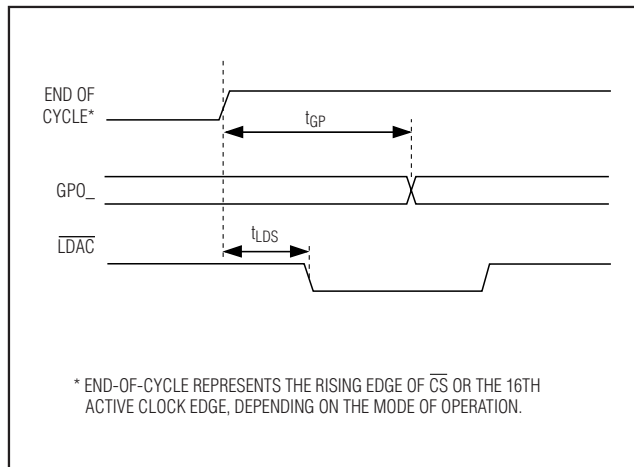 END OF
CYCLE*
tGP
GPO_
tLDS
LDAC
* END-OF-CYCLE REPRESENTS THE RISING EDGE OF CS OR THE 16TH
ACTIVE CLOCK EDGE, DEPENDING ON THE MODE OF OPERATION.